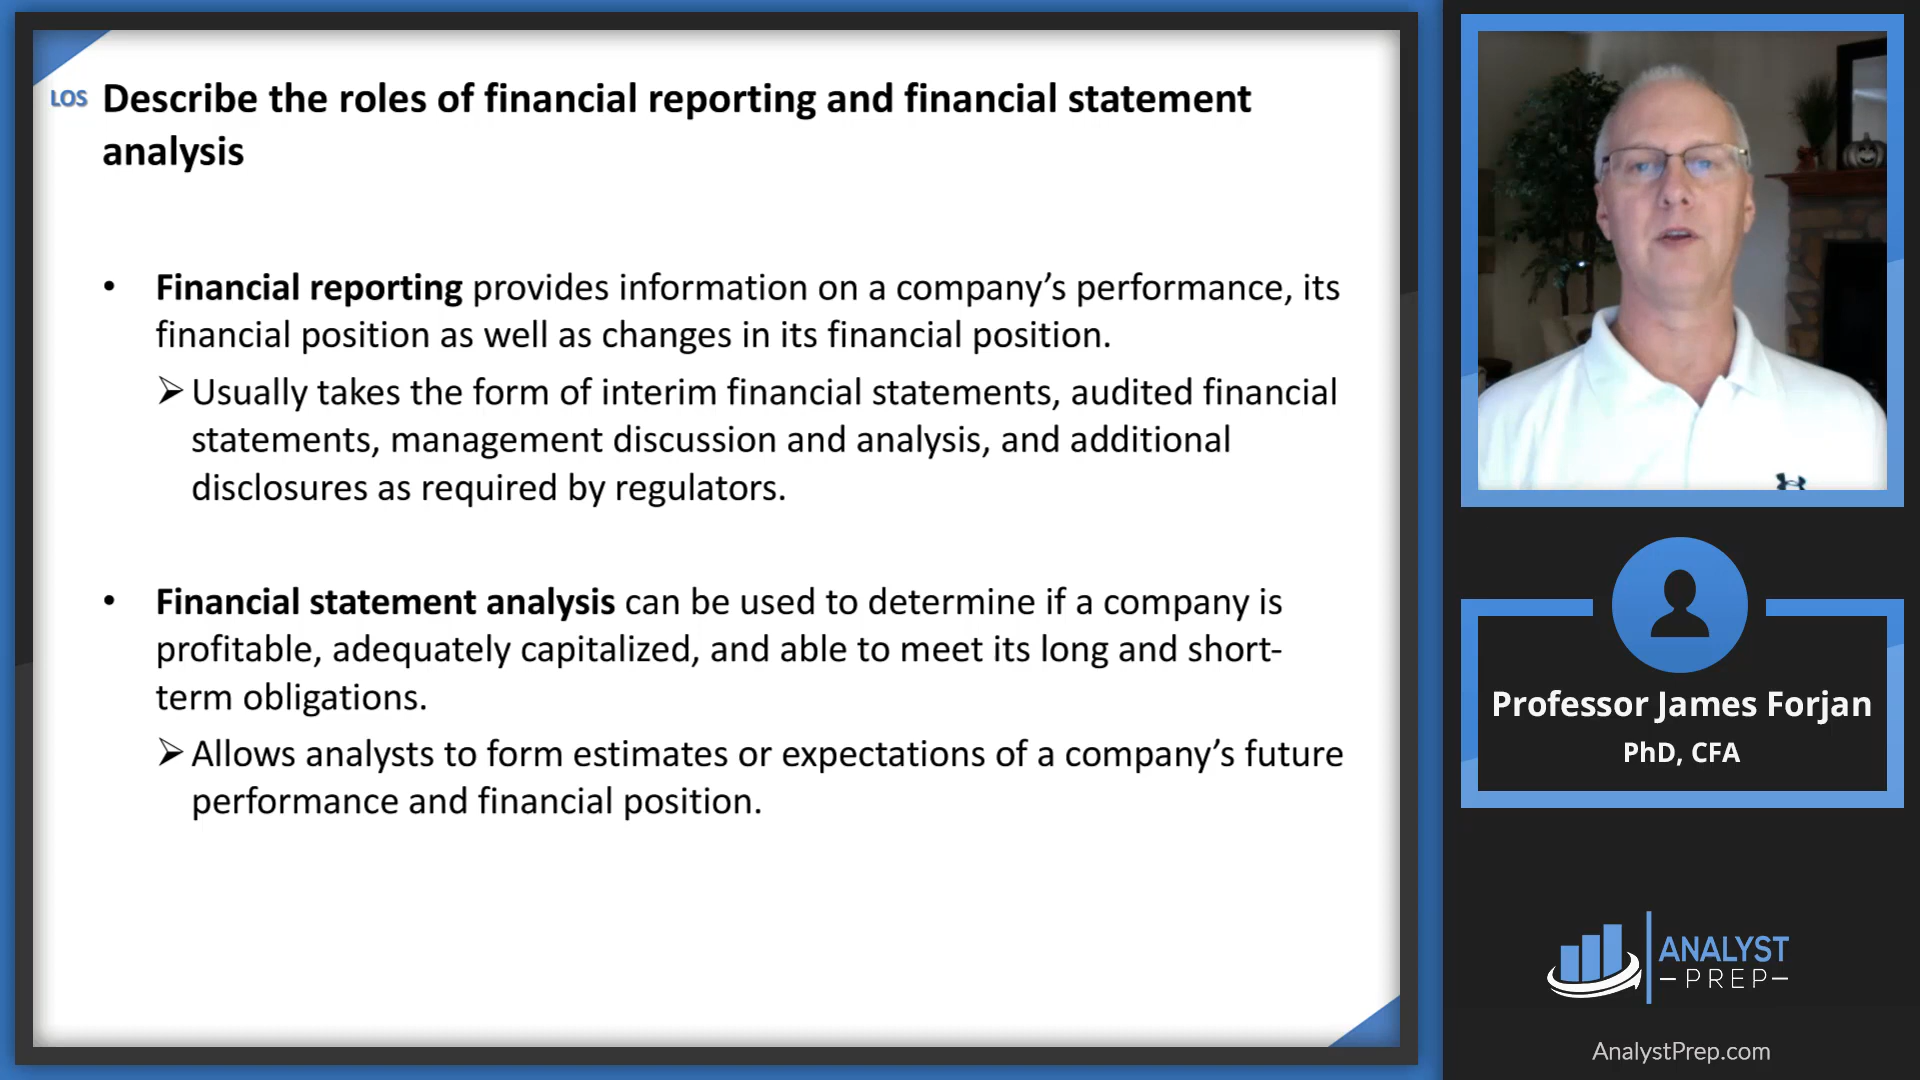 LOS Describe the roles of financial reporting and financial statement
analysis
• Financial reporting provides information on a company’s performance, its
financial position as well as changes in its financial position.
➢ Usually takes the form of interim financial statements, audited financial
statements, management discussion and analysis, and additional
disclosures as required by regulators.
• Financial statement analysis can be used to determine if a company is
profitable, adequately capitalized, and able to meet its long and short-
term obligations.
➢ Allows analysts to form estimates or expectations of a company’s future
performance and financial position.
Professor James Forjan
PhD, CFA
ANALYST
PREP
AnalystPrep.com